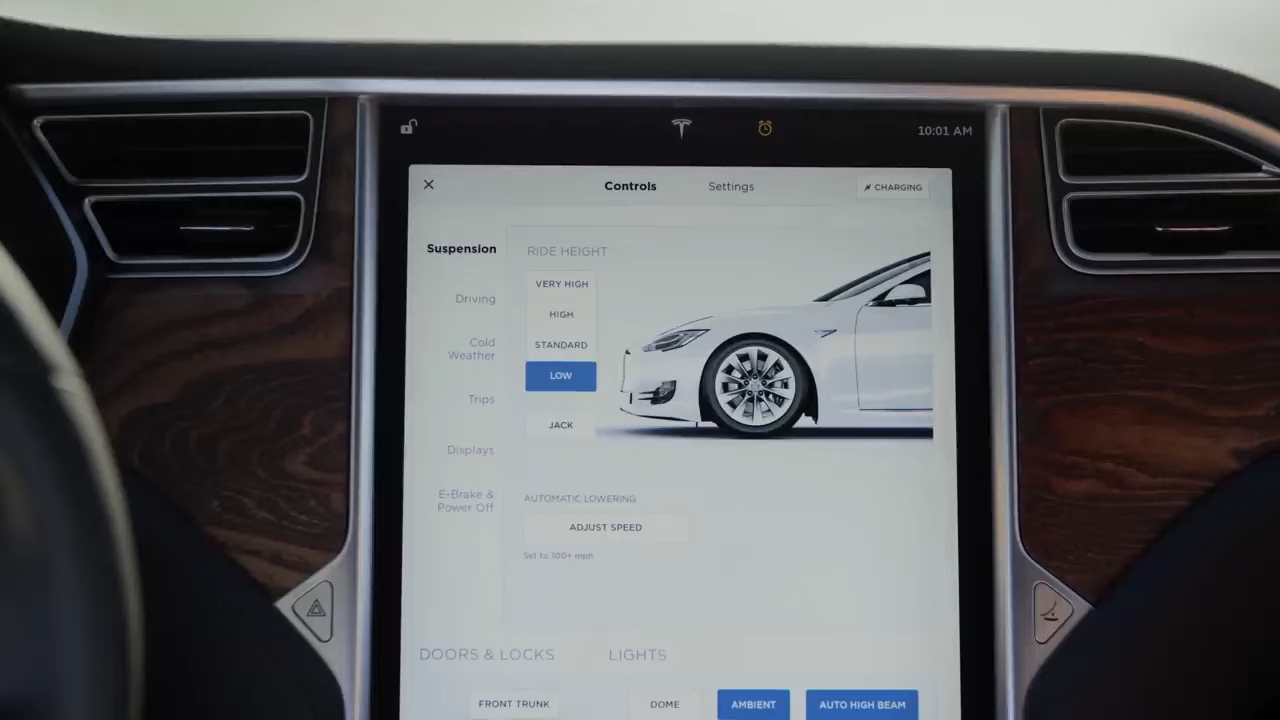 10:01 AM
Controls
Settings
CHARGING
Suspension
RIDE HEIGHT
VERY HIGH
Driving
HIGH
Cold
Weather
STANDARD
LOW
Trips
JACK
Displays
E-Brake &
Power Off
AUTOMATIC LOWERING
ADJUST SPEED
Set to 100+ mph
DOORS & LOCKS
LIGHTS
FRONT TRUNK
DOME
AMBIENT
AUTO HIGH BEAM